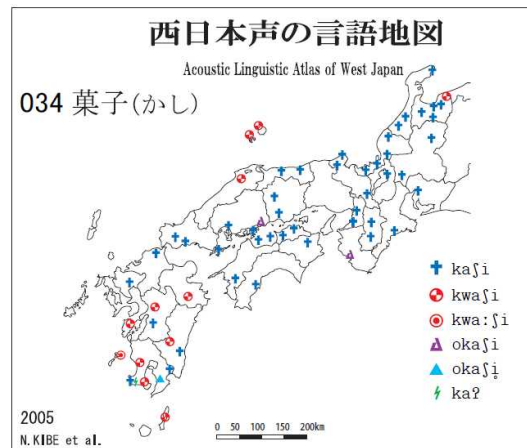 西日本声の言語地図
Acoustic Linguistic Atlas of West Japan
034 菓子(かし)
kaʃi
kwaʃi
kwa:ʃi
okaʃi
okaʃi̥
kaʔ
2005
N.KIBE et al.
0 50 100 150 200km